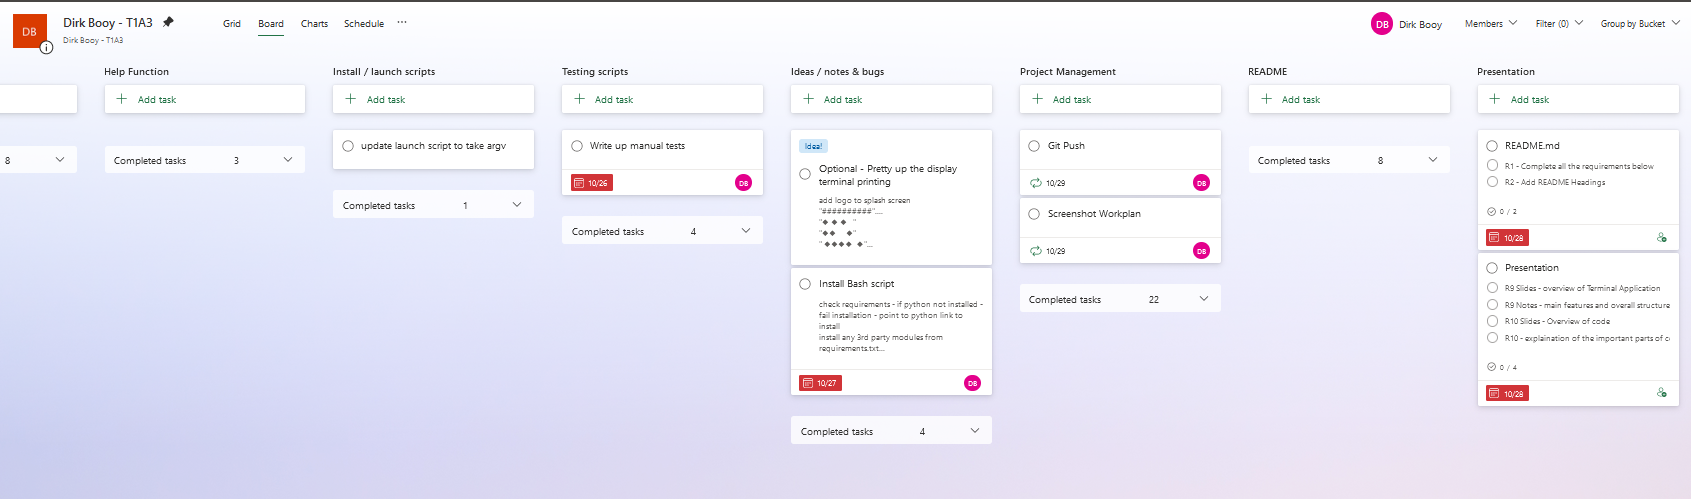 DB
Dirk Booy - T1A3
Dirk Booy - T1A3
Grid Board Charts Schedule ...
DB Dirk Booy Members Filter (0) Group by Bucket
8
Help Function
Add task
Completed tasks 3
Install / launch scripts
Add task
update launch script to take argv
Completed tasks 1
Testing scripts
Add task
Write up manual tests
10/26 DB
Completed tasks 4
Ideas / notes & bugs
Add task
Idea!
Optional - Pretty up the display
terminal printing
add logo to splash screen
"##########"....
"◆ ◆ ◆ "
"◆◆ ◆"
" ◆◆◆◆ ◆"...
Install Bash script
check requirements - if python not installed -
fail installation - point to python link to
install
install any 3rd party modules from
requirements.txt...
10/27 DB
Completed tasks 4
Project Management
Add task
Git Push
10/29 DB
Screenshot Workplan
10/29 DB
Completed tasks 22
README
Add task
Completed tasks 8
Presentation
Add task
README.md
R1 - Complete all the requirements below
R2 - Add README Headings
0 / 2
10/28
Presentation
R9 Slides - overview of Terminal Application
R9 Notes - main features and overall structure
R10 Slides - Overview of code
R10 - explaination of the important parts of c
0 / 4
10/28